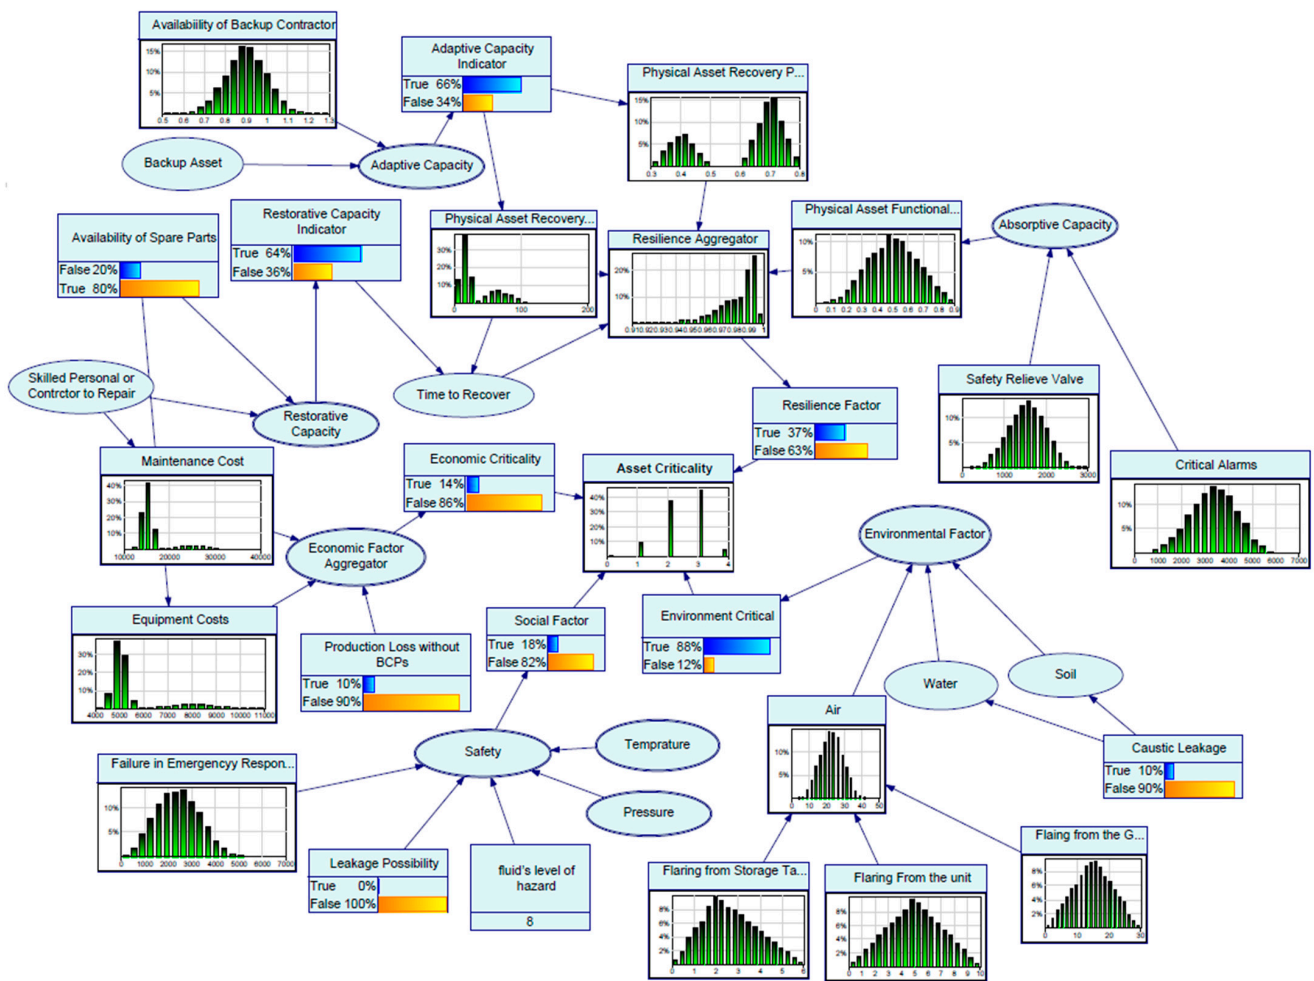 Availabiility of Backup Contractor
15%
10%
5%
0.5 0.6 0.7 0.8 0.9 1 1.1 1.2 1.3
Adaptive Capacity
Indicator
True 66%
False 34%
Physical Asset Recovery P...
15%
10%
5%
0.3 0.4 0.5 0.6 0.7 0.8
Backup Asset
Adaptive Capacity
Availability of Spare Parts
False 20%
True 80%
Restorative Capacity
Indicator
True 64%
False 36%
Physical Asset Recovery...
30%
20%
10%
0 100 200
Resilience Aggregator
20%
10%
0.910.920.930.940.950.960.970.980.99 1
Physical Asset Functional...
10%
5%
0 0.1 0.2 0.3 0.4 0.5 0.6 0.7 0.8 0.9
Absorptive Capacity
Skilled Personal or
Contrctor to Repair
Restorative
Capacity
Time to Recover
Resilience Factor
True 37%
False 63%
Safety Relieve Valve
10%
5%
0 1000 2000 3000
Critical Alarms
10%
5%
0 1000 2000 3000 4000 5000 6000 7000
Maintenance Cost
40%
30%
20%
10%
10000 20000 30000 40000
Economic Criticality
True 14%
False 86%
Asset Criticality
40%
30%
20%
10%
0 1 2 3 4
Environmental Factor
Economic Factor
Aggregator
Equipment Costs
30%
20%
10%
4000 5000 6000 7000 8000 9000 10000 11000
Production Loss without
BCPs
True 10%
False 90%
Social Factor
True 18%
False 82%
Environment Critical
True 88%
False 12%
Water
Soil
Air
10%
5%
0 10 20 30 40 50
Caustic Leakage
True 10%
False 90%
Safety
Temprature
Pressure
Failure in Emergencyy Respon...
10%
5%
0 1000 2000 3000 4000 5000 6000 7000
Leakage Possibility
True 0%
False 100%
fluid's level of
hazard
8
Flaring from Storage Ta...
8%
6%
4%
2%
0 1 2 3 4 5 6
Flaring From the unit
8%
6%
4%
2%
0 1 2 3 4 5 6 7 8 9 10
Flaing from the G...
8%
6%
4%
2%
0 10 20 30